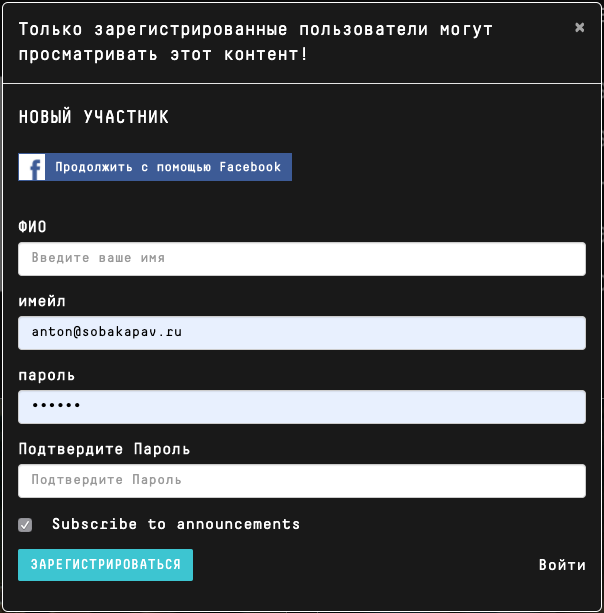 Только зарегистрированные пользователи могут
просматривать этот контент!
×
НОВЫЙ УЧАСТНИК
f Продолжить с помощью Facebook
ФИО
Введите ваше имя
имейл
anton@sobakapav.ru
пароль
••••••
Подтвердите Пароль
Подтвердите Пароль
Subscribe to announcements
ЗАРЕГИСТРИРОВАТЬСЯ
Войти